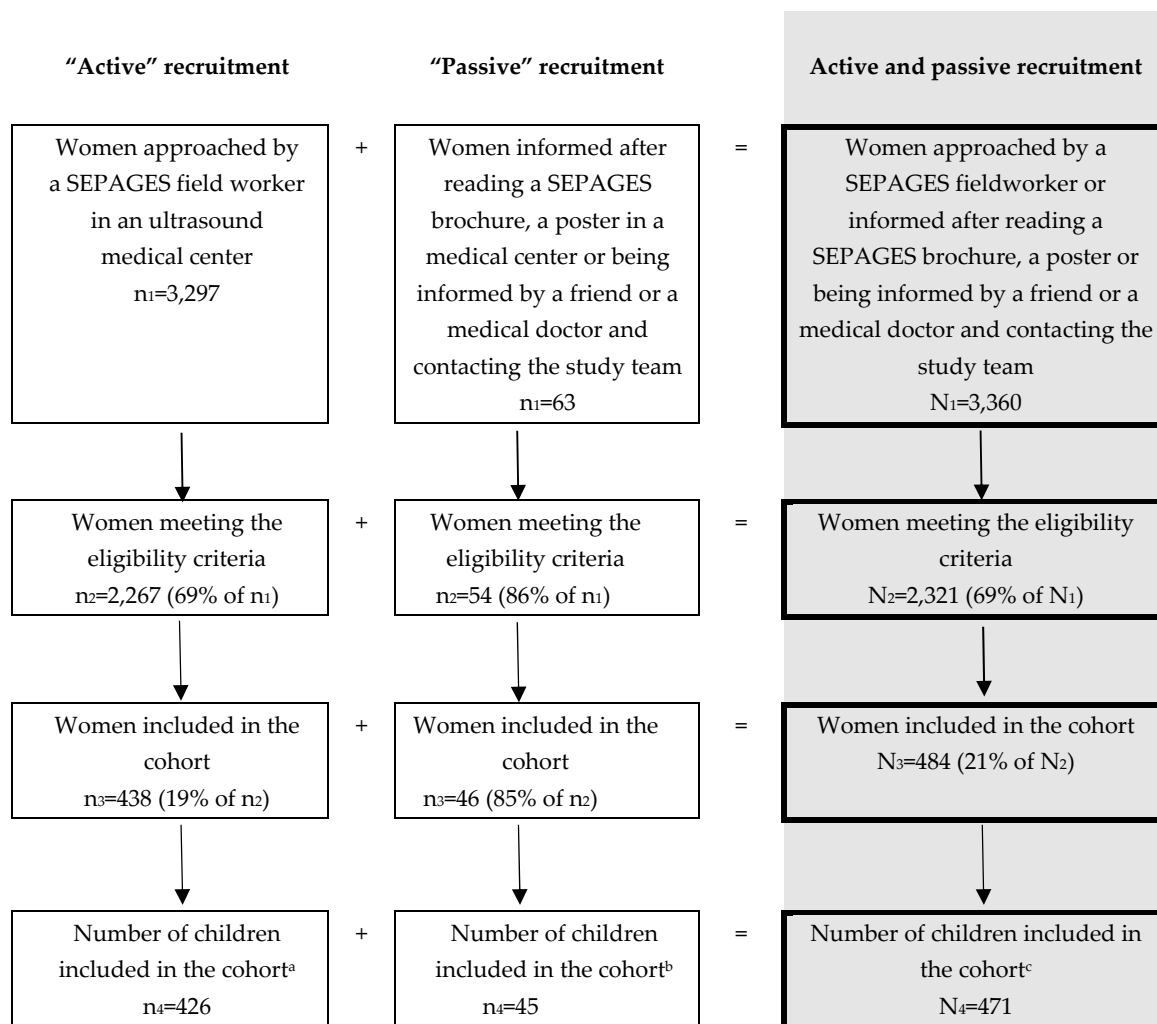 “Active” recruitment
“Passive” recruitment
Active and passive recruitment
Women approached by
a SEPAGES field worker
in an ultrasound
medical center
n₁=3,297
+
Women informed after
reading a SEPAGES
brochure, a poster in a
medical center or being
informed by a friend or a
medical doctor and
contacting the study team
n₁=63
=
Women approached by a
SEPAGES fieldworker or
informed after reading a
SEPAGES brochure, a poster or
being informed by a friend or a
medical doctor and contacting the
study team
N₁=3,360
Women meeting the
eligibility criteria
n₂=2,267 (69% of n₁)
+
Women meeting the
eligibility criteria
n₂=54 (86% of n₁)
=
Women meeting the eligibility
criteria
N₂=2,321 (69% of N₁)
Women included in the
cohort
n₃=438 (19% of n₂)
+
Women included in the
cohort
n₃=46 (85% of n₂)
=
Women included in the cohort
N₃=484 (21% of N₂)
Number of children
included in the cohortᵃ
n₄=426
+
Number of children
included in the cohortᵇ
n₄=45
=
Number of children included in
the cohortᶜ
N₄=471